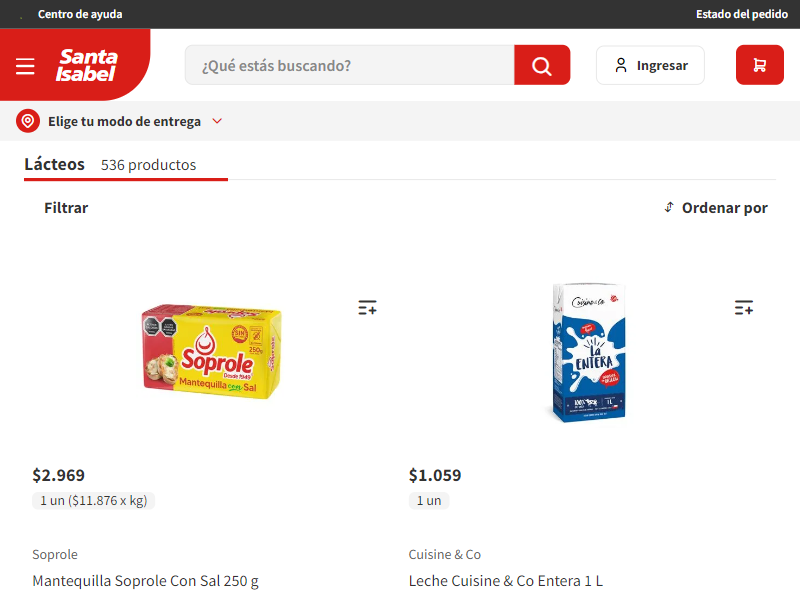 Centro de ayuda
Estado del pedido
Santa
Isabel
¿Qué estás buscando?
Ingresar
Elige tu modo de entrega
Lácteos 536 productos
Filtrar
Ordenar por
SIN
250g
Soprole
Desde 1949
Mantequilla con Sal
Cuisine & Co
La
ENTERA
100%
1L
$2.969
1 un ($11.876 x kg)
Soprole
Mantequilla Soprole Con Sal 250 g
$1.059
1 un
Cuisine & Co
Leche Cuisine & Co Entera 1 L